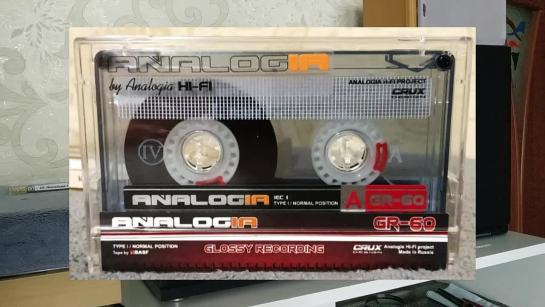 ANALOGIA
by Analogia HI-FI
ANALOGIA HI-FI PROJECT
CRUX
IV
A
ANALOGIA
IEC I
TYPE I / NORMAL POSITION
A GR-60
ANALOGIA
GR-60
TYPE I / NORMAL POSITION
Tape by BASF
GLOSSY RECORDING
CRUX
Analogia Hi-Fi project
Made in Russia